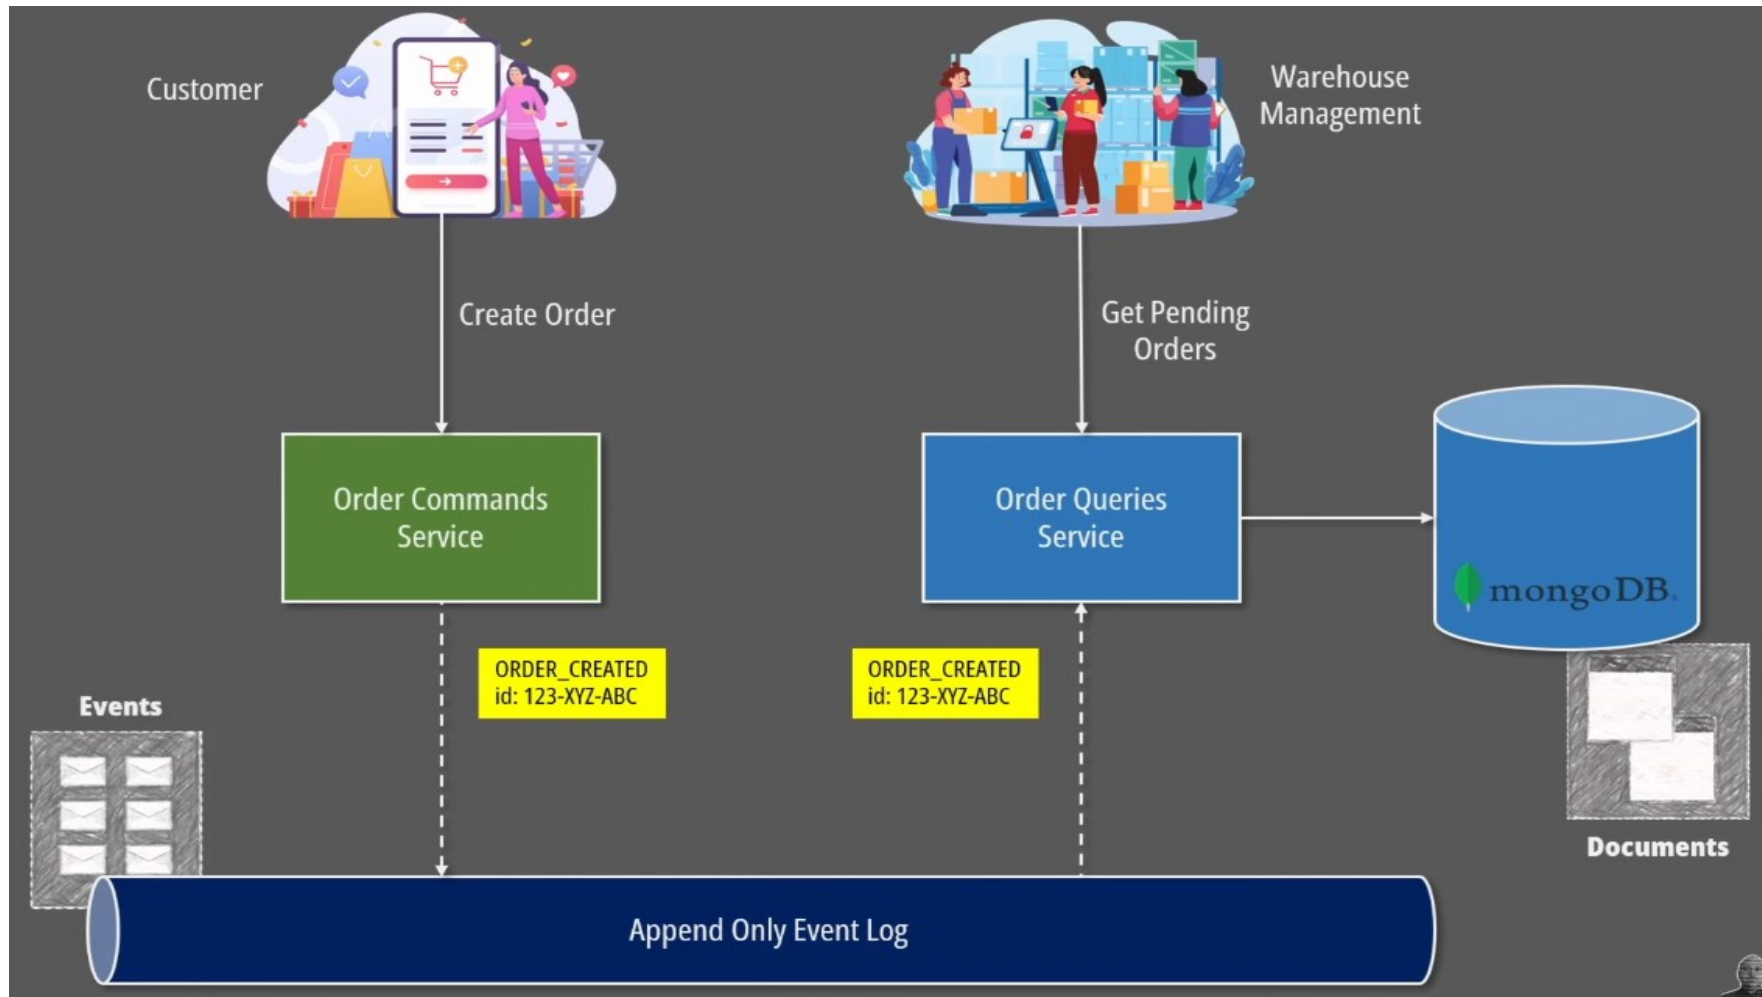 Customer
Warehouse
Management
Create Order
Get Pending
Orders
Order Commands
Service
Order Queries
Service
mongoDB
ORDER_CREATED
id: 123-XYZ-ABC
ORDER_CREATED
id: 123-XYZ-ABC
Events
Documents
Append Only Event Log